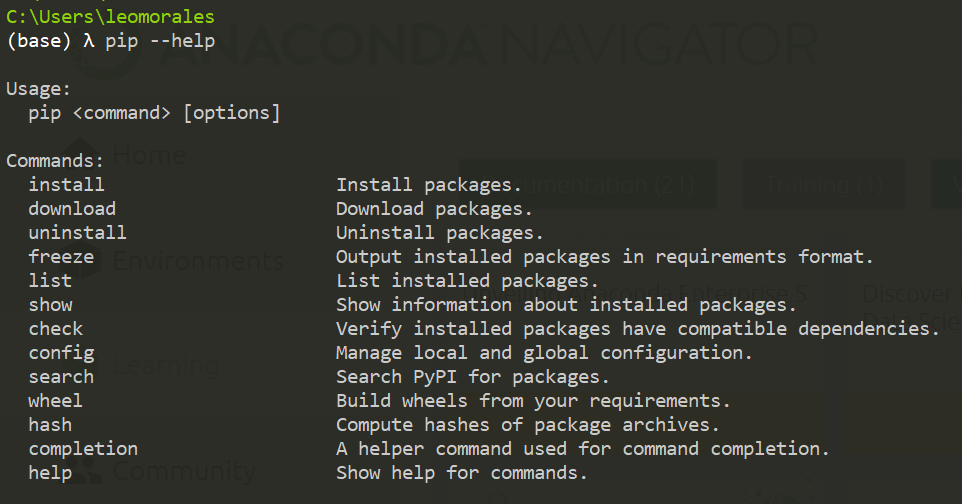 C:\Users\leomorales
(base) λ pip --help
ANACONDA NAVIGATOR
Usage:
  pip <command> [options]
Home
Commands:
  install                      Install packages.
Documentation (21)
Training (1)
  download                     Download packages.
  uninstall                    Uninstall packages.
  freeze                       Output installed packages in requirements format.
Environments
  list                         List installed packages.
Anaconda Enterprise 5
Discover
  show                         Show information about installed packages.
  check                        Verify installed packages have compatible dependencies.
  config                       Manage local and global configuration.
Learning
  search                       Search PyPI for packages.
  wheel                        Build wheels from your requirements.
  hash                         Compute hashes of package archives.
  completion                   A helper command used for command completion.
  help                         Show help for commands.
Community